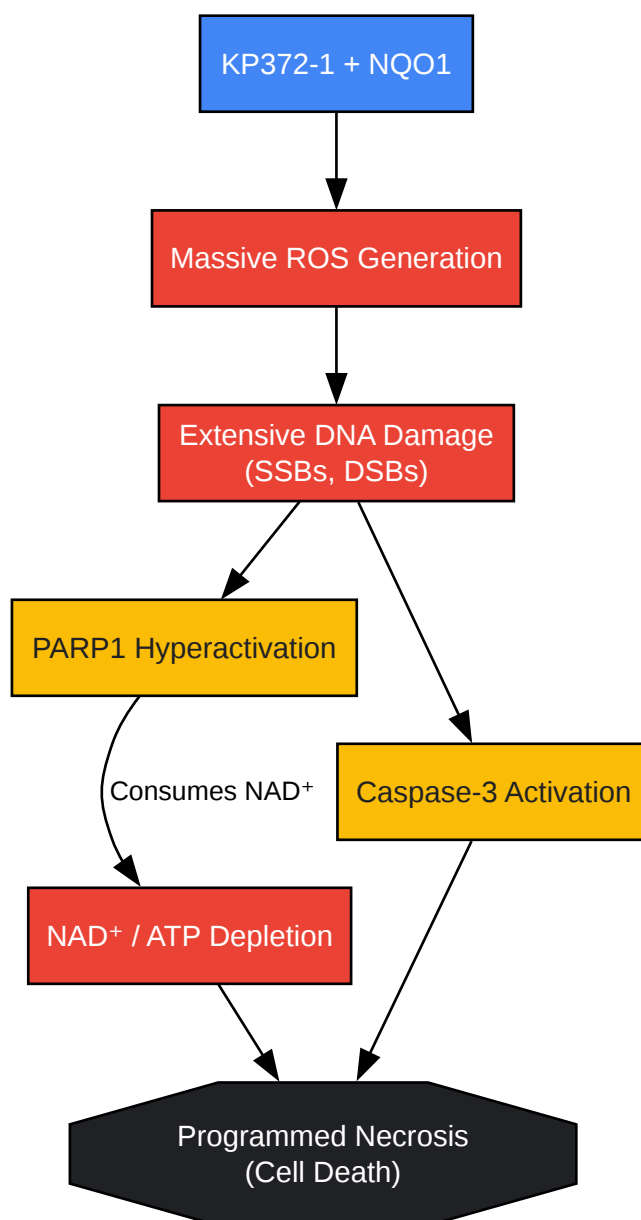 KP372-1 + NQO1
Massive ROS Generation
Extensive DNA Damage
(SSBs, DSBs)
PARP1 Hyperactivation
Consumes NAD⁺
Caspase-3 Activation
NAD⁺ / ATP Depletion
Programmed Necrosis
(Cell Death)